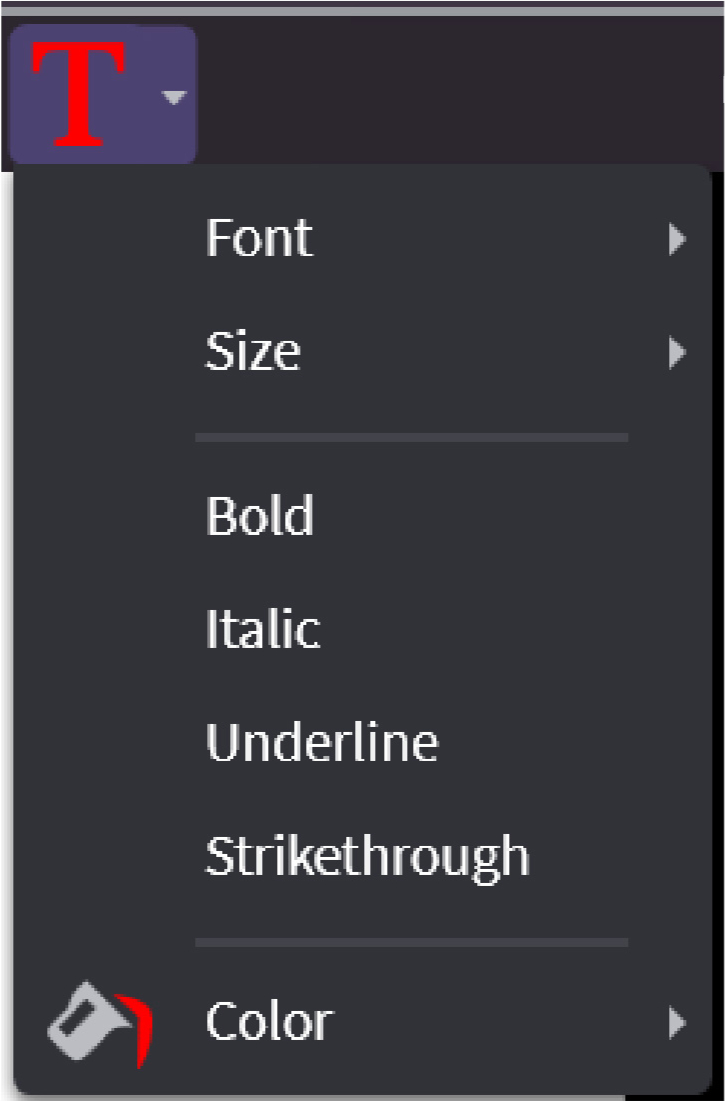 T
Font
Size
Bold
Italic
Underline
Strikethrough
Color